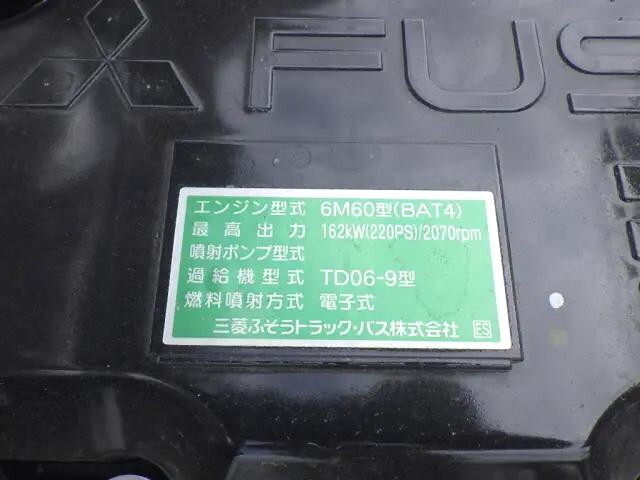 FUS
エンジン型式 6M60型(BAT4)
最高出力 162kW(220PS)/2070rpm
噴射ポンプ型式
過給機型式 TD06-9型
燃料噴射方式 電子式
三菱ふそうトラック・バス株式会社 ES